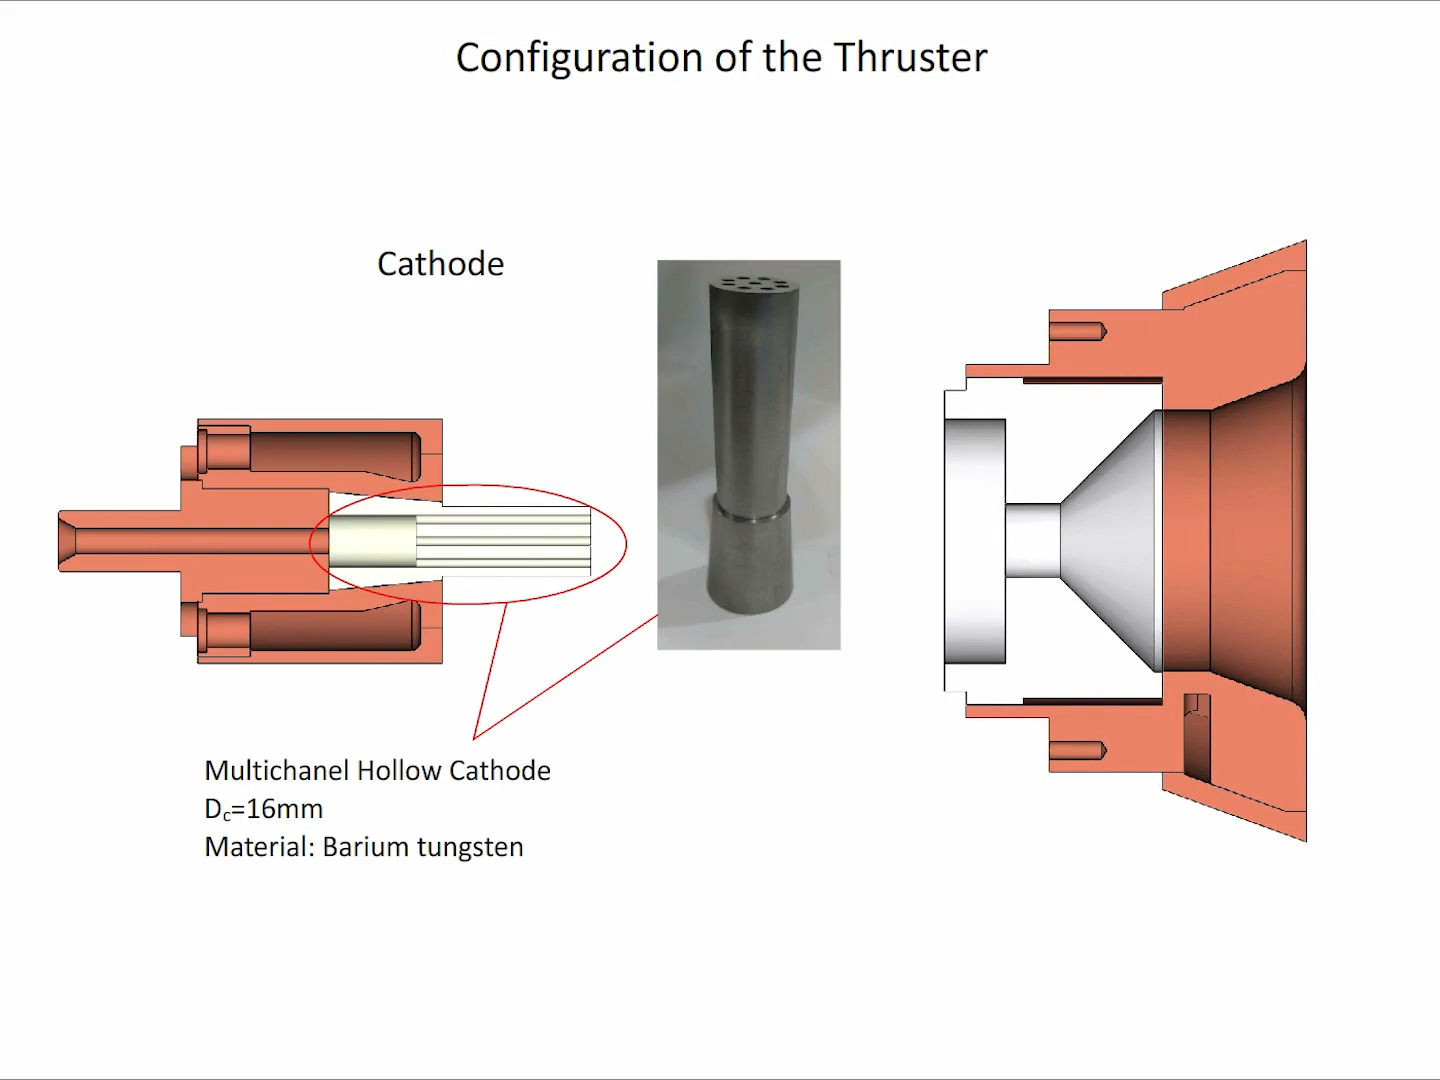 Configuration of the Thruster
Cathode
Multichanel Hollow Cathode
Dc=16mm
Material: Barium tungsten